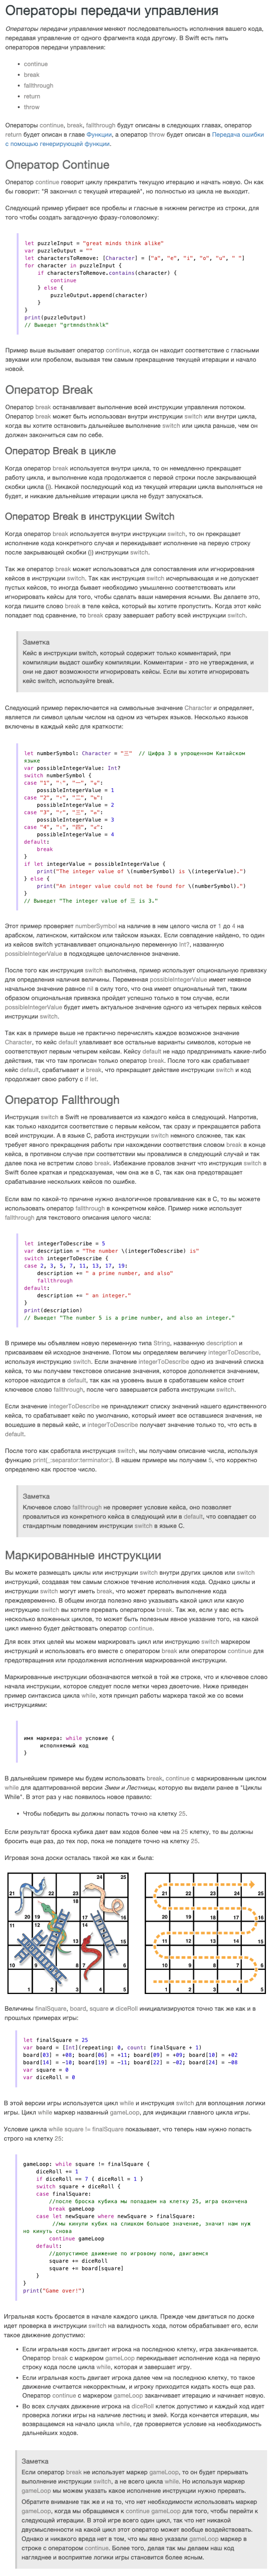 Операторы передачи управления
Операторы передачи управления меняют последовательность исполнения вашего кода,
передавая управление от одного фрагмента кода другому. В Swift есть пять
операторов передачи управления:
continue
break
fallthrough
return
throw
Операторы continue, break, fallthrough будут описаны в следующих главах, оператор
return будет описан в главе Функции, а оператор throw будет описан в Передача ошибки
с помощью генерирующей функции.
Оператор Continue
Оператор continue говорит циклу прекратить текущую итерацию и начать новую. Он как
бы говорит: "Я закончил с текущей итерацией", но полностью из цикла не выходит.
Следующий пример убирает все пробелы и гласные в нижнем регистре из строки, для
того чтобы создать загадочную фразу-головоломку:
let puzzleInput = "great minds think alike"
var puzzleOutput = ""
let charactersToRemove: [Character] = ["a", "e", "i", "o", "u", " "]
for character in puzzleInput {
if charactersToRemove.contains(character) {
continue
} else {
puzzleOutput.append(character)
}
}
print(puzzleOutput)
// Выведет "grtmndsthnklk"
Пример выше вызывает оператор continue, когда он находит соответствие с гласными
звуками или пробелом, вызывая тем самым прекращение текущей итерации и начало
новой.
Оператор Break
Оператор break останавливает выполнение всей инструкции управления потоком.
Оператор break может быть использован внутри инструкции switch или внутри цикла,
когда вы хотите остановить дальнейшее выполнение switch или цикла раньше, чем он
должен закончиться сам по себе.
Оператор Break в цикле
Когда оператор break используется внутри цикла, то он немедленно прекращает
работу цикла, и выполнение кода продолжается с первой строки после закрывающей
скобки цикла (}). Никакой последующий код из текущей итерации цикла выполняться не
будет, и никакие дальнейшие итерации цикла не будут запускаться.
Оператор Break в инструкции Switch
Когда оператор break используется внутри инструкции switch, то он прекращает
исполнение кода конкретного случая и перекидывает исполнение на первую строку
после закрывающей скобки (}) инструкции switch.
Так же оператор break может использоваться для сопоставления или игнорирования
кейсов в инструкции switch. Так как инструкция switch исчерпывающая и не допускает
пустых кейсов, то иногда бывает необходимо умышленно соответствовать или
игнорировать кейсы для того, чтобы сделать ваши намерения ясными. Вы делаете это,
когда пишите слово break в теле кейса, который вы хотите пропустить. Когда этот кейс
попадает под сравнение, то break сразу завершает работу всей инструкции switch.
Заметка
Кейс в инструкции switch, который содержит только комментарий, при
компиляции выдаст ошибку компиляции. Комментарии - это не утверждения, и
они не дают возможности игнорировать кейсы. Если вы хотите игнорировать
кейс switch, используйте break.
Следующий пример переключается на символьные значение Character и определяет,
является ли символ целым числом на одном из четырех языков. Несколько языков
включены в каждый кейс для краткости:
let numberSymbol: Character = "三" // Цифра 3 в упрощенном Китайском
языке
var possibleIntegerValue: Int?
switch numberSymbol {
case "1", "١", "一", "๑":
possibleIntegerValue = 1
case "2", "٢", "二", "๒":
possibleIntegerValue = 2
case "3", "٣", "三", "๓":
possibleIntegerValue = 3
case "4", "٤", "四", "๔":
possibleIntegerValue = 4
default:
break
}
if let integerValue = possibleIntegerValue {
print("The integer value of \(numberSymbol) is \(integerValue).")
} else {
print("An integer value could not be found for \(numberSymbol).")
}
// Выведет "The integer value of 三 is 3."
Этот пример проверяет numberSymbol на наличие в нем целого числа от 1 до 4 на
арабском, латинском, китайском или тайском языках. Если совпадение найдено, то один
из кейсов switch устанавливает опциональную переменную Int?, названную
possibleIntegerValue в подходящее целочисленное значение.
После того как инструкция switch выполнена, пример использует опциональную привязку
для определения наличия величины. Переменная possibleIntegerValue имеет неявное
начальное значение равное nil в силу того, что она имеет опциональный тип, таким
образом опциональная привязка пройдет успешно только в том случае, если
possibleIntegerValue будет иметь актуальное значение одного из четырех первых кейсов
инструкции switch.
Так как в примере выше не практично перечислять каждое возможное значение
Character, то кейс default улавливает все остальные варианты символов, которые не
соответствуют первым четырем кейсам. Кейсу default не надо предпринимать какие-либо
действия, так что там прописан только оператор break. После того как срабатывает
кейс default, срабатывает и break, что прекращает действие инструкции switch и код
продолжает свою работу с if let.
Оператор Fallthrough
Инструкция switch в Swift не проваливается из каждого кейса в следующий. Напротив,
как только находится соответствие с первым кейсом, так сразу и прекращается работа
всей инструкции. А в языке C, работа инструкции switch немного сложнее, так как
требует явного прекращения работы при нахождении соответствия словом break в конце
кейса, в противном случае при соответствии мы провалимся в следующий случай и так
далее пока не встретим слово break. Избежание провалов значит что инструкция switch в
Swift более краткая и предсказуемая, чем она же в C, так как она предотвращает
срабатывание нескольких кейсов по ошибке.
Если вам по какой-то причине нужно аналогичное проваливание как в C, то вы можете
использовать оператор fallthrough в конкретном кейсе. Пример ниже использует
fallthrough для текстового описания целого числа:
let integerToDescribe = 5
var description = "The number \(integerToDescribe) is"
switch integerToDescribe {
case 2, 3, 5, 7, 11, 13, 17, 19:
description += " a prime number, and also"
fallthrough
default:
description += " an integer."
}
print(description)
// Выведет "The number 5 is a prime number, and also an integer."
В примере мы объявляем новую переменную типа String, названную description и
присваиваем ей исходное значение. Потом мы определяем величину integerToDescribe,
используя инструкцию switch. Если значение integerToDescribe одно из значений списка
кейса, то мы получаем текстовое описание значения, которое дополняется значением,
которое находится в default, так как на уровень выше в сработавшем кейсе стоит
ключевое слово fallthrough, после чего завершается работа инструкции switch.
Если значение integerToDescribe не принадлежит списку значений нашего единственного
кейса, то срабатывает кейс по умолчанию, который имеет все оставшиеся значения, не
вошедшие в первый кейс, и integerToDescribe получает значение только то, что есть в
default.
После того как сработала инструкция switch, мы получаем описание числа, используя
функцию print(_:separator:terminator:). В нашем примере мы получаем 5, что корректно
определено как простое число.
Заметка
Ключевое слово fallthrough не проверяет условие кейса, оно позволяет
провалиться из конкретного кейса в следующий или в default, что совпадает со
стандартным поведением инструкции switch в языке C.
Маркированные инструкции
Вы можете размещать циклы или инструкции switch внутри других циклов или switch
инструкций, создавая тем самым сложное течение исполнения кода. Однако циклы и
инструкции switch могут иметь break, что может прервать выполнение кода
преждевременно. В общем иногда полезно явно указывать какой цикл или какую
инструкцию switch вы хотите прервать оператором break. Так же, если у вас есть
несколько вложенных циклов, то может быть полезным явное указание того, на какой
цикл именно будет действовать оператор continue.
Для всех этих целей мы можем маркировать цикл или инструкцию switch маркером
инструкций и использовать его вместе с оператором break или оператором continue для
предотвращения или продолжения исполнения маркированной инструкции.
Маркированные инструкции обозначаются меткой в той же строке, что и ключевое слово
начала инструкции, которое следует после метки через двоеточие. Ниже приведен
пример синтаксиса цикла while, хотя принцип работы маркера такой же со всеми
инструкциями:
имя маркера: while условие {
исполняемый код
}
В дальнейшем примере мы будем использовать break, continue с маркированным циклом
while для адаптированной версии Змеи и Лестницы, которую вы видели ранее в "Циклы
While". В этот раз у нас появилось новое правило:
Чтобы победить вы должны попасть точно на клетку 25.
Если результат броска кубика дает вам ходов более чем на 25 клетку, то вы должны
бросить еще раз, до тех пор, пока не попадете точно на клетку 25.
Игровая зона доски осталась такой же как и была:
Величины finalSquare, board, square и diceRoll инициализируются точно так же как и в
прошлых примерах игры:
let finalSquare = 25
var board = [Int](repeating: 0, count: finalSquare + 1)
board[03] = +08; board[06] = +11; board[09] = +09; board[10] = +02
board[14] = -10; board[19] = -11; board[22] = -02; board[24] = -08
var square = 0
var diceRoll = 0
В этой версии игры используется цикл while и инструкция switch для воплощения логики
игры. Цикл while маркер названный gameLoop, для индикации главного цикла игры.
Условие цикла while square != finalSquare показывает, что теперь нам нужно попасть
строго на клетку 25:
gameLoop: while square != finalSquare {
diceRoll += 1
if diceRoll == 7 { diceRoll = 1 }
switch square + diceRoll {
case finalSquare:
//после броска кубика мы попадаем на клетку 25, игра окончена
break gameLoop
case let newSquare where newSquare > finalSquare:
//мы кинули кубик на слишком большое значение, значит нам нуж
но кинуть снова
continue gameLoop
default:
//допустимое движение по игровому полю, двигаемся
square += diceRoll
square += board[square]
}
}
print("Game over!")
Игральная кость бросается в начале каждого цикла. Прежде чем двигаться по доске
идет проверка в инструкции switch на валидность хода, потом обрабатывает его, если
такое движение допустимо:
Если игральная кость двигает игрока на последнюю клетку, игра заканчивается.
Оператор break с маркером gameLoop перекидывает исполнение кода на первую
строку кода после цикла while, которая и завершает игру.
Если игральная кость двигает игрока далее чем на последнюю клетку, то такое
движение считается некорректным, и игроку приходится кидать кость еще раз.
Оператор continue с маркером gameLoop заканчивает итерацию и начинает новую.
Во всех случаях движение игрока на diceRoll клеток допустимо и каждый ход идет
проверка логики игры на наличие лестниц и змей. Когда кончается итерация, мы
возвращаемся на начало цикла while, где проверяется условие на необходимость
дальнейших ходов.
Заметка
Если оператор break не использует маркер gameLoop, то он будет прерывать
выполнение инструкции switch, а не всего цикла while. Но используя маркер
gameLoop мы можем указать какое исполнение инструкции нужно прервать.
Обратите внимание так же и на то, что нет необходимости использовать маркер
gameLoop, когда мы обращаемся к continue gameLoop для того, чтобы перейти к
следующей итерации. В этой игре всего один цикл, так что нет никакой
двусмысленности на какой цикл этот оператор может вообще воздействовать.
Однако и никакого вреда нет в том, что мы явно указали gameLoop маркер в
строке с оператором continue. Более того, делая так мы делаем наш код
нагляднее и восприятие логики игры становится более ясным.